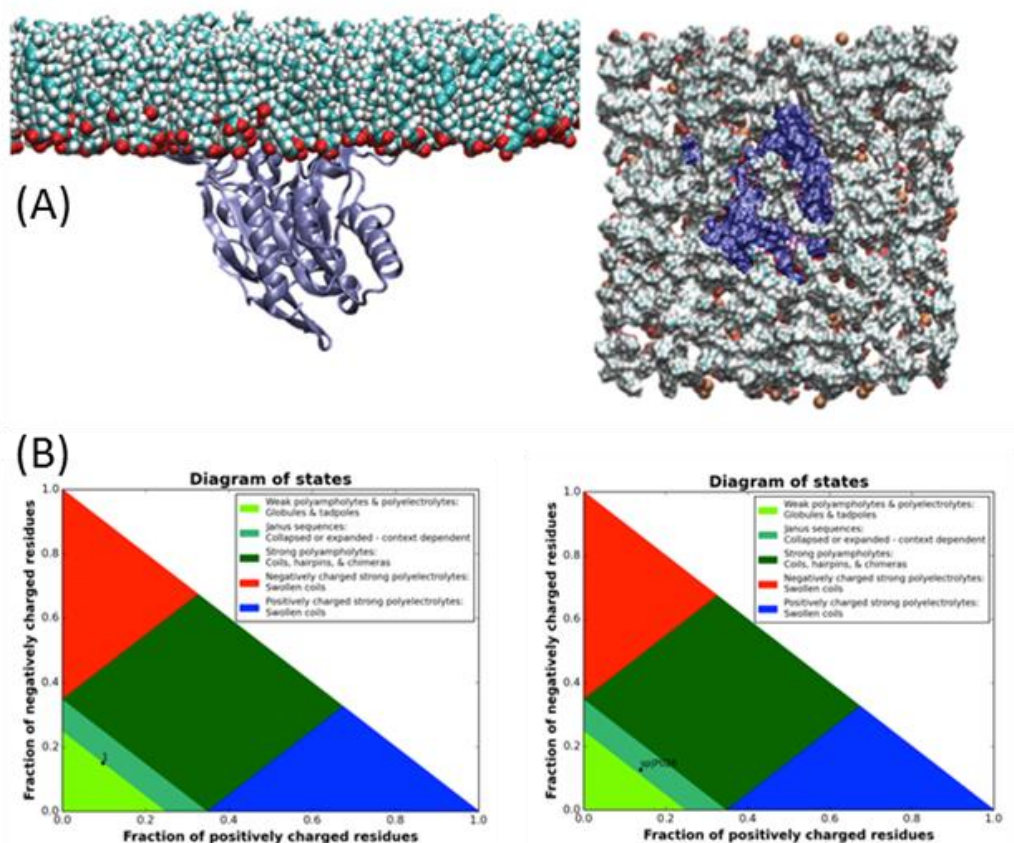 (A)
(B)
Diagram of states
Fraction of negatively charged residues
1.0
0.8
0.6
0.4
0.2
0.0
0.0 0.2 0.4 0.6 0.8 1.0
Fraction of positively charged residues
Weak polyampholytes & polyelectrolytes:
Globules & tadpoles
Janus sequences:
Collapsed or expanded - context dependent
Strong polyampholytes:
Coils, hairpins, & chimeras
Negatively charged strong polyelectrolytes:
Swollen coils
Positively charged strong polyelectrolytes:
Swollen coils
Diagram of states
Fraction of negatively charged residues
1.0
0.8
0.6
0.4
0.2
0.0
0.0 0.2 0.4 0.6 0.8 1.0
Fraction of positively charged residues
Weak polyampholytes & polyelectrolytes:
Globules & tadpoles
Janus sequences:
Collapsed or expanded - context dependent
Strong polyampholytes:
Coils, hairpins, & chimeras
Negatively charged strong polyelectrolytes:
Swollen coils
Positively charged strong polyelectrolytes:
Swollen coils